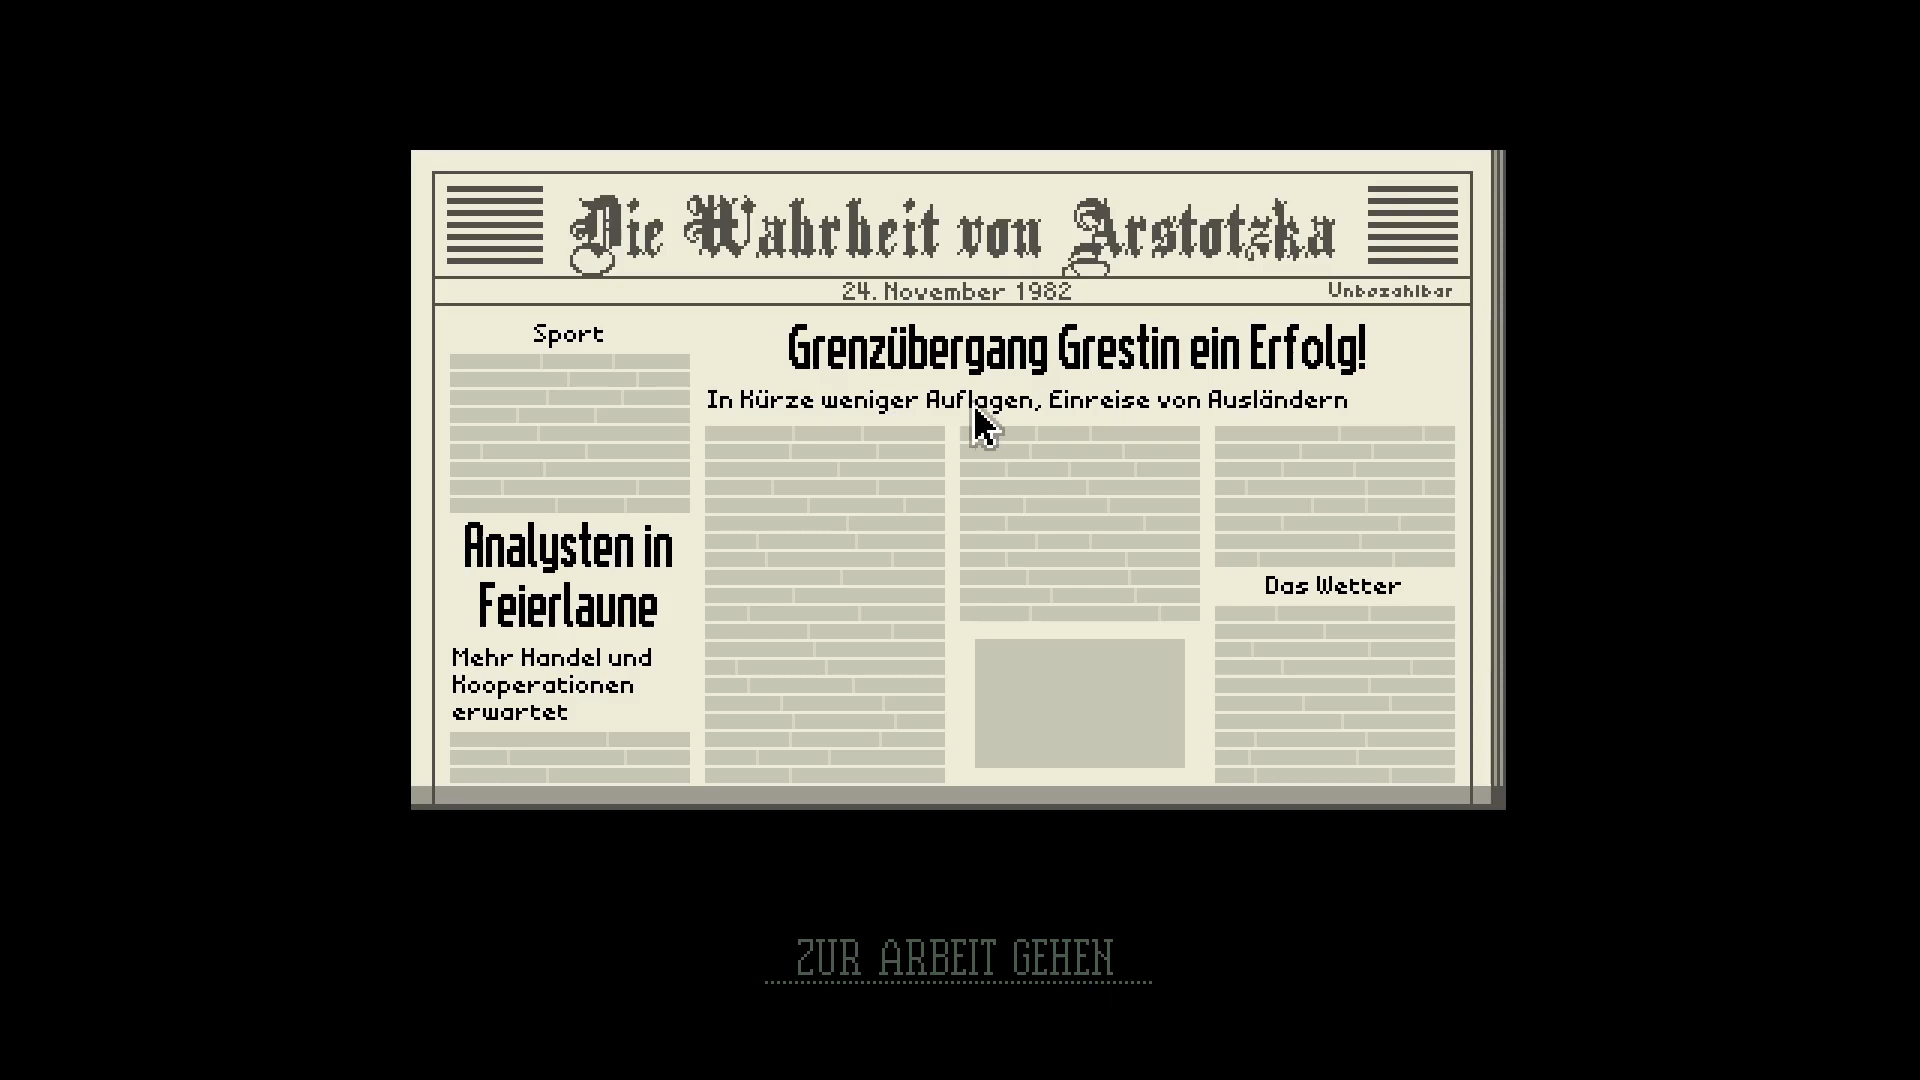 Die Wahrheit von Arstotzka
24. November 1982
Unbezahlbar
Sport
Analysten in
Feierlaune
Mehr Handel und
Kooperationen
erwartet
Grenzübergang Grestin ein Erfolg!
In Kürze weniger Auflagen, Einreise von Ausländern
Das Wetter
ZUR ARBEIT GEHEN